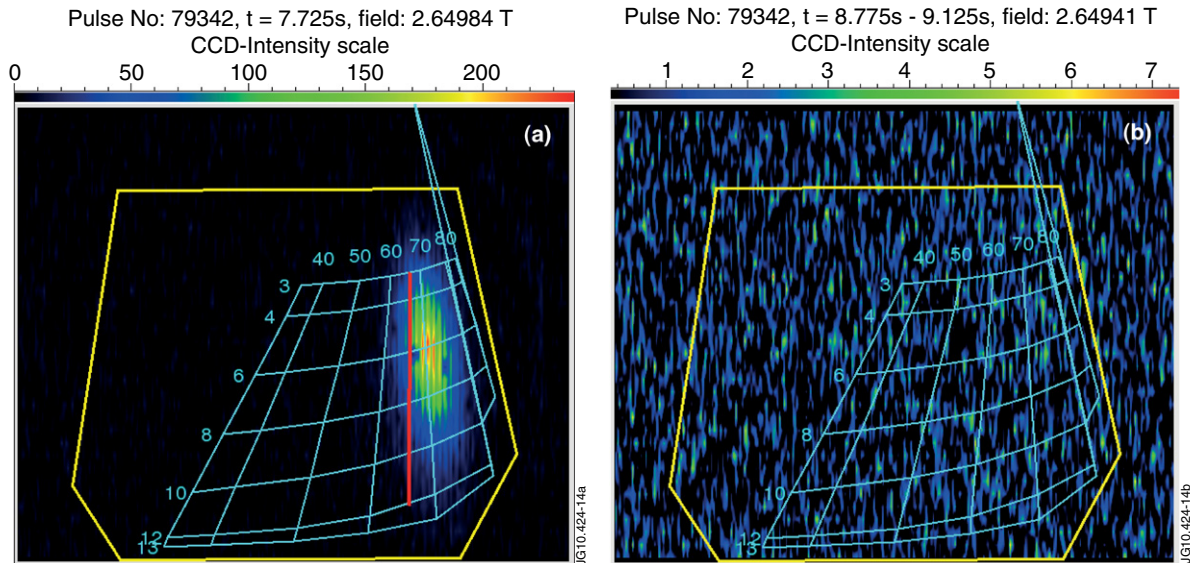 Pulse No: 79342, t = 7.725s, field: 2.64984 T
CCD-Intensity scale
0 50 100 150 200
(a)
40 50 60 70 80
3
4
6
8
10
12
13
JG10.424-14a
Pulse No: 79342, t = 8.775s - 9.125s, field: 2.64941 T
CCD-Intensity scale
1 2 3 4 5 6 7
(b)
40 50 60 70 80
3
4
6
8
10
12
13
JG10.424-14b